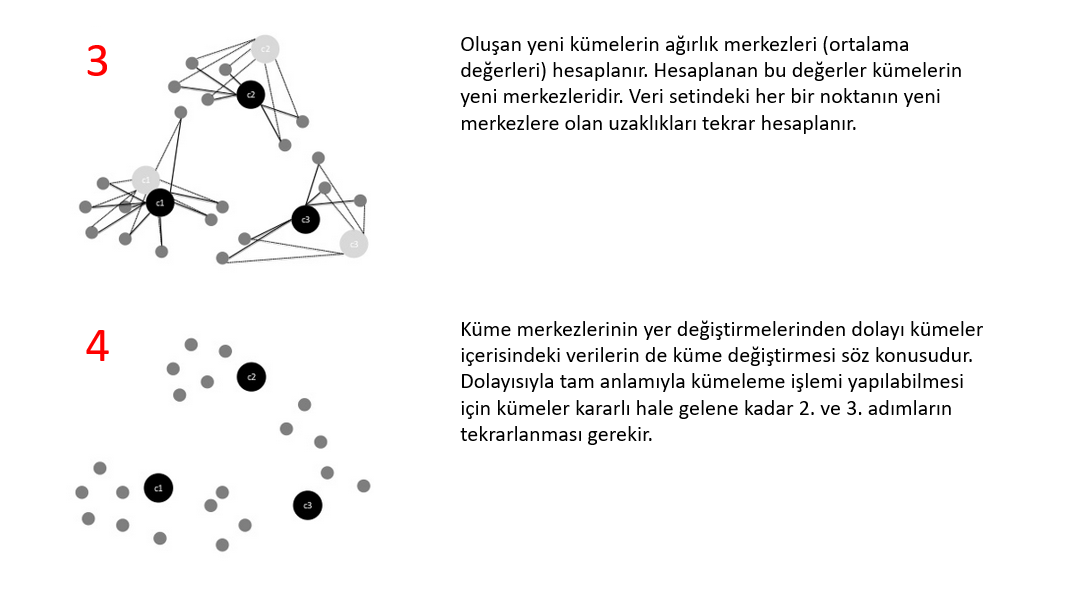 3
c2
c2
c1
c1
c3
c3
Oluşan yeni kümelerin ağırlık merkezleri (ortalama
değerleri) hesaplanır. Hesaplanan bu değerler kümelerin
yeni merkezleridir. Veri setindeki her bir noktanın yeni
merkezlere olan uzaklıkları tekrar hesaplanır.
4
c2
c1
c3
Küme merkezlerinin yer değiştirmelerinden dolayı kümeler
içerisindeki verilerin de küme değiştirmesi söz konusudur.
Dolayısıyla tam anlamıyla kümeleme işlemi yapılabilmesi
için kümeler kararlı hale gelene kadar 2. ve 3. adımların
tekrarlanması gerekir.